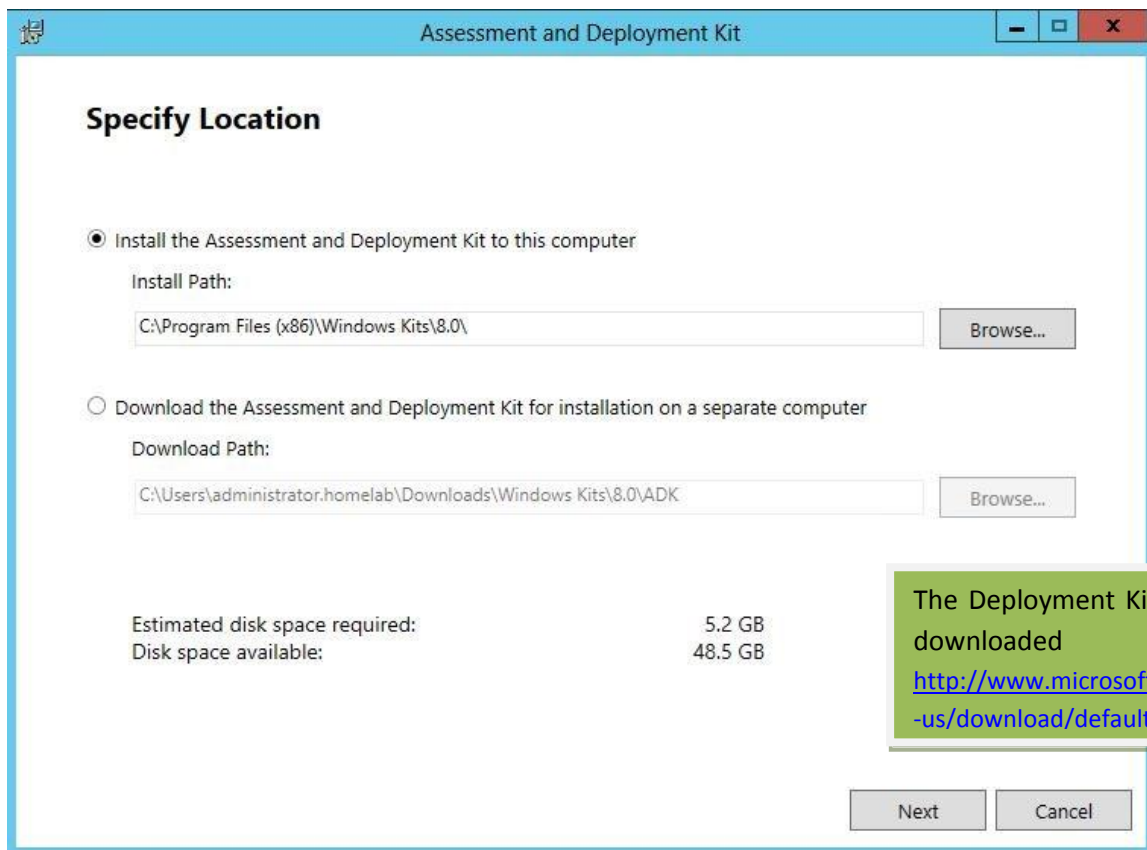 Assessment and Deployment Kit
Specify Location
Install the Assessment and Deployment Kit to this computer
Install Path:
C:\Program Files (x86)\Windows Kits\8.0\
Browse...
Download the Assessment and Deployment Kit for installation on a separate computer
Download Path:
C:\Users\administrator.homelab\Downloads\Windows Kits\8.0\ADK
Browse...
Estimated disk space required: 5.2 GB
Disk space available: 48.5 GB
The Deployment
downloaded
Next
Cancel